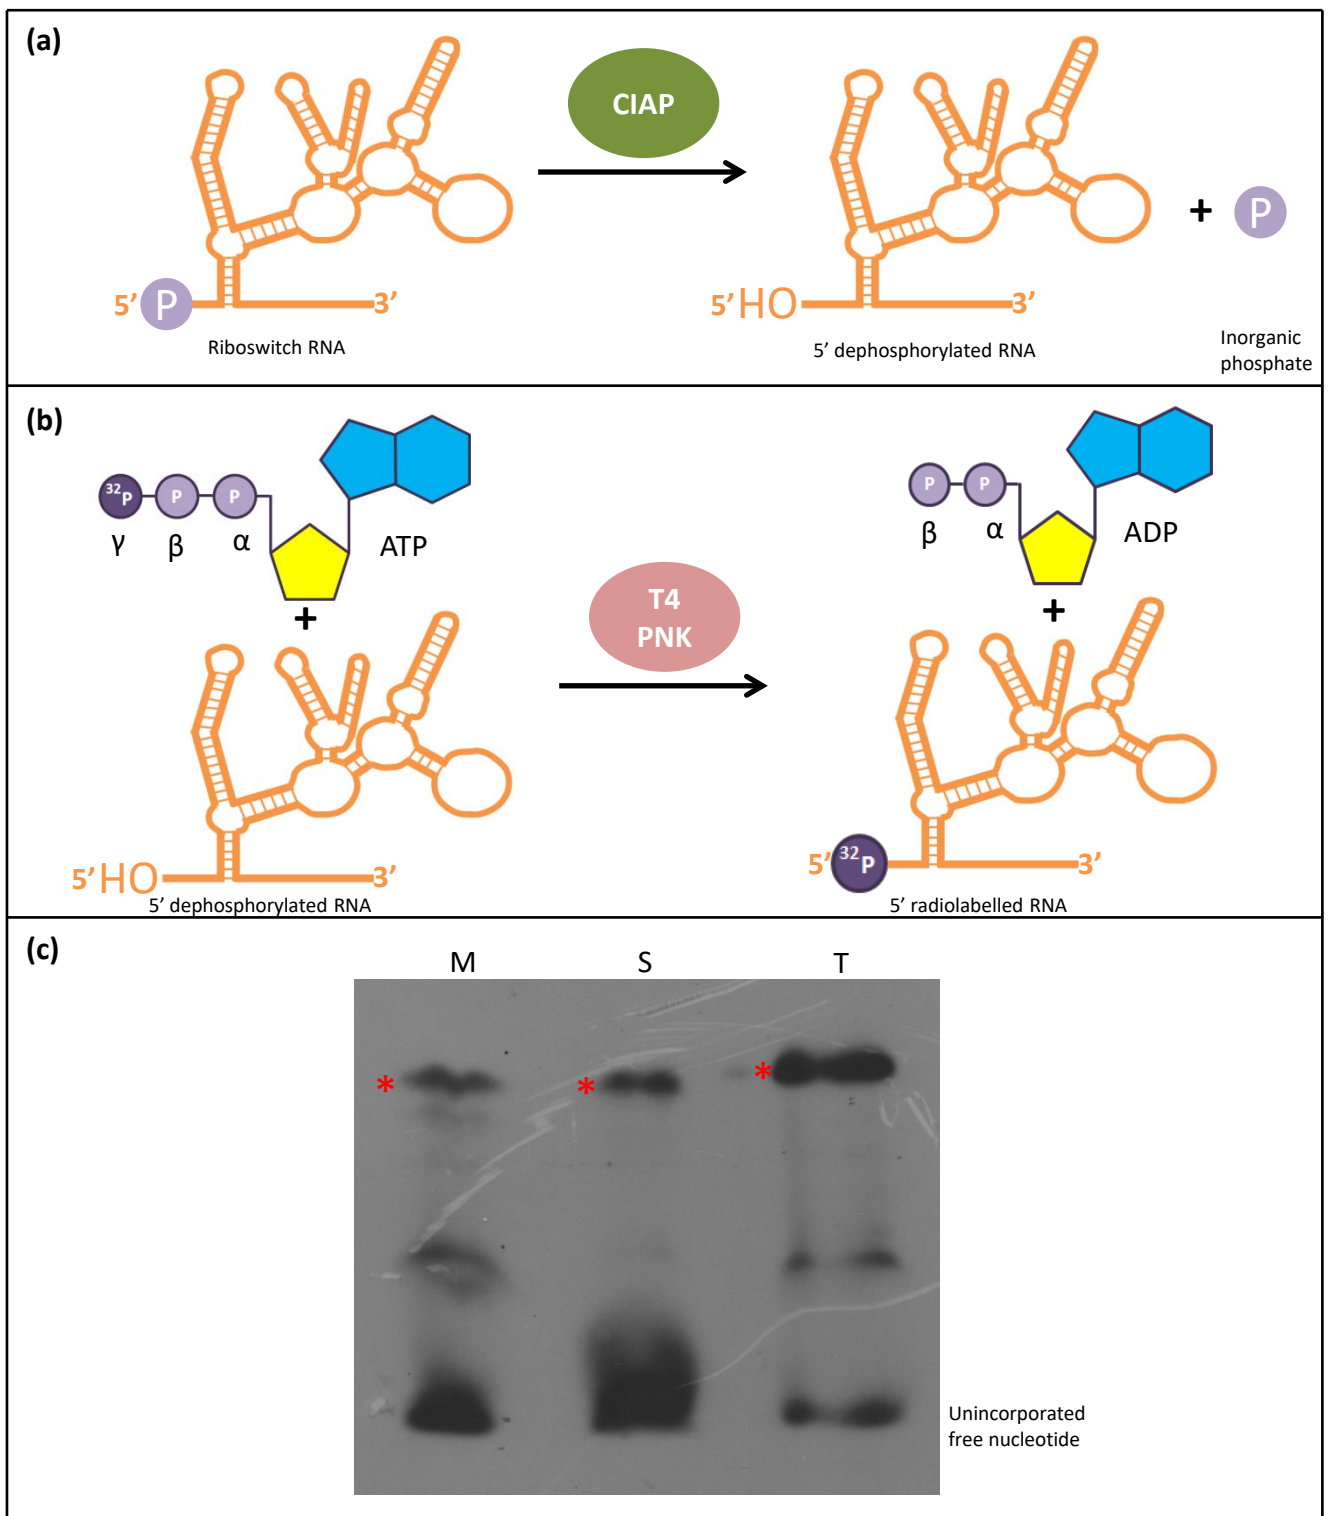 (a)
CIAP
+ P
5’ P 3’
5’ HO 3’
Riboswitch RNA
5’ dephosphorylated RNA
Inorganic
phosphate
(b)
³²P P P
γ β α ATP
P P
β α ADP
+
+
T4
PNK
5’ HO 3’
5’ dephosphorylated RNA
5’ ³²P 3’
5’ radiolabelled RNA
(c)
M S T
* * *
Unincorporated
free nucleotide